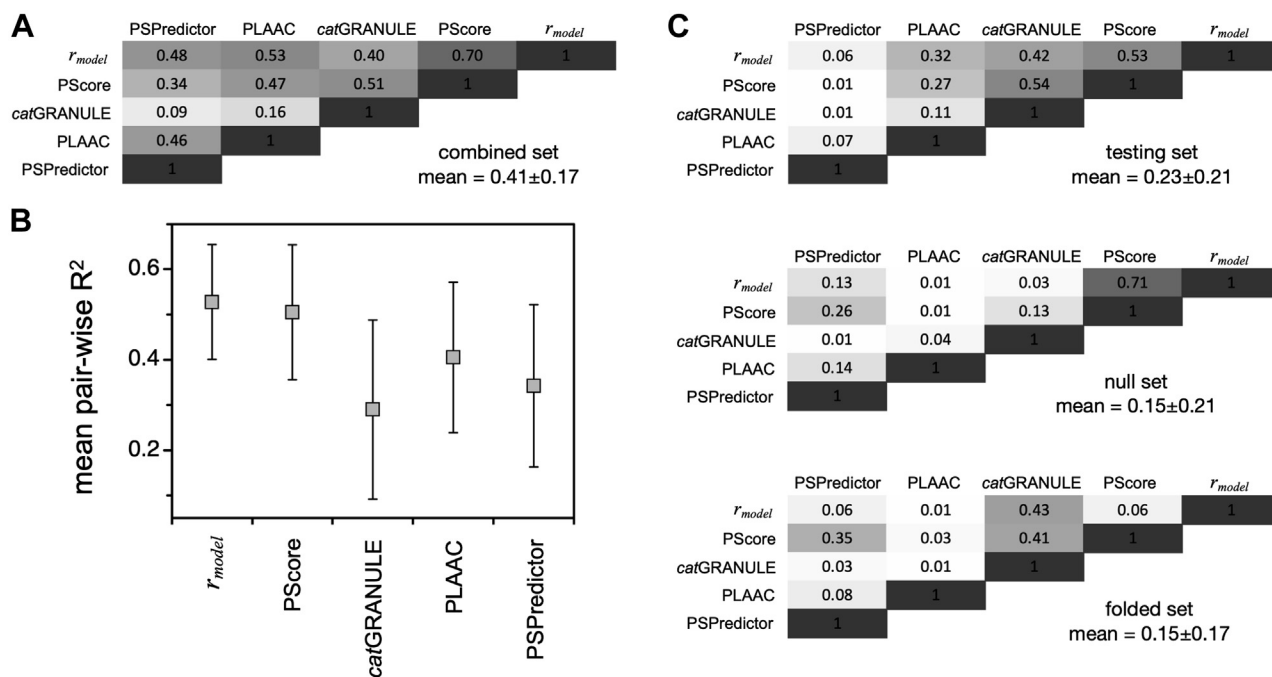 A
PSPredictor PLAAC catGRANULE PScore r_model
r_model 0.48 0.53 0.40 0.70 1
PScore 0.34 0.47 0.51 1
catGRANULE 0.09 0.16 1
PLAAC 0.46 1
PSPredictor 1
combined set
mean = 0.41±0.17
B
mean pair-wise R²
0.6
0.4
0.2
r_model
PScore
catGRANULE
PLAAC
PSPredictor
C
PSPredictor PLAAC catGRANULE PScore r_model
r_model 0.06 0.32 0.42 0.53 1
PScore 0.01 0.27 0.54 1
catGRANULE 0.01 0.11 1
PLAAC 0.07 1
PSPredictor 1
testing set
mean = 0.23±0.21
PSPredictor PLAAC catGRANULE PScore r_model
r_model 0.13 0.01 0.03 0.71 1
PScore 0.26 0.01 0.13 1
catGRANULE 0.01 0.04 1
PLAAC 0.14 1
PSPredictor 1
null set
mean = 0.15±0.21
PSPredictor PLAAC catGRANULE PScore r_model
r_model 0.06 0.01 0.43 0.06 1
PScore 0.35 0.03 0.41 1
catGRANULE 0.03 0.01 1
PLAAC 0.08 1
PSPredictor 1
folded set
mean = 0.15±0.17